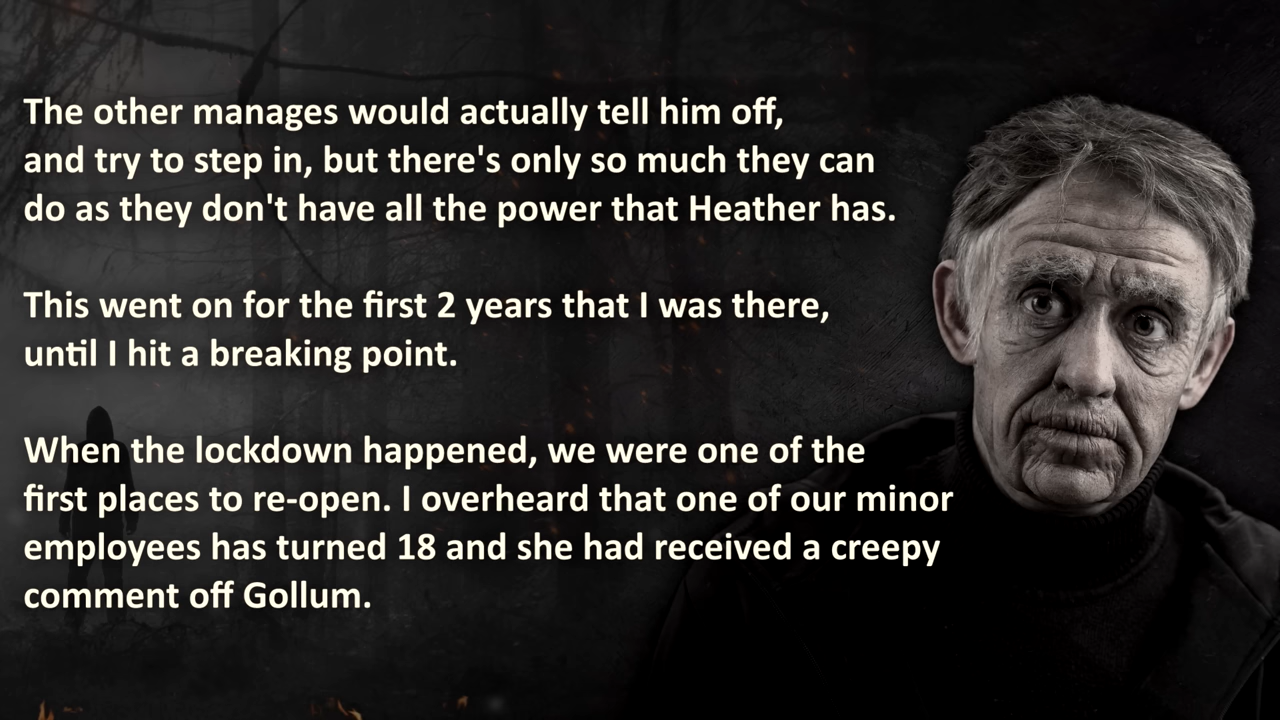 The other manages would actually tell him off,
and try to step in, but there's only so much they can
do as they don't have all the power that Heather has.
This went on for the first 2 years that I was there,
until I hit a breaking point.
When the lockdown happened, we were one of the
first places to re-open. I overheard that one of our minor
employees has turned 18 and she had received a creepy
comment off Gollum.